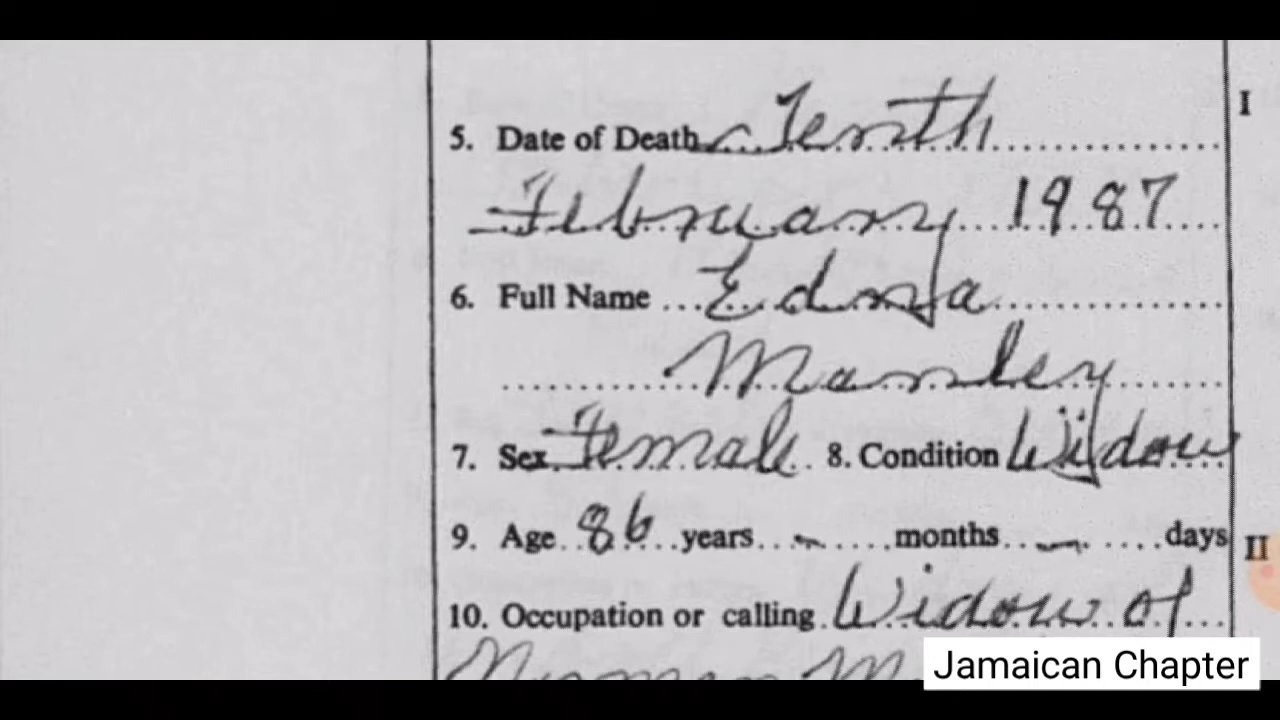 5. Date of Death Tenth
February 1987
6. Full Name Edna
Manley
7. Sex Female 8. Condition Widow
9. Age 86 years - months - days
10. Occupation or calling Widow of
Norman
I
II
Jamaican Chapter